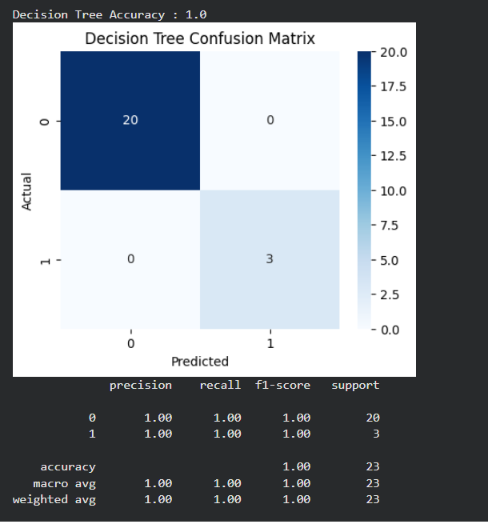 Decision Tree Accuracy : 1.0
Decision Tree Confusion Matrix
20.0
17.5
15.0
12.5
10.0
7.5
5.0
2.5
0.0
Actual
0
20
0
1
0
3
0
1
Predicted
precision recall f1-score support
0 1.00 1.00 1.00 20
1 1.00 1.00 1.00 3
accuracy 1.00 23
macro avg 1.00 1.00 1.00 23
weighted avg 1.00 1.00 1.00 23